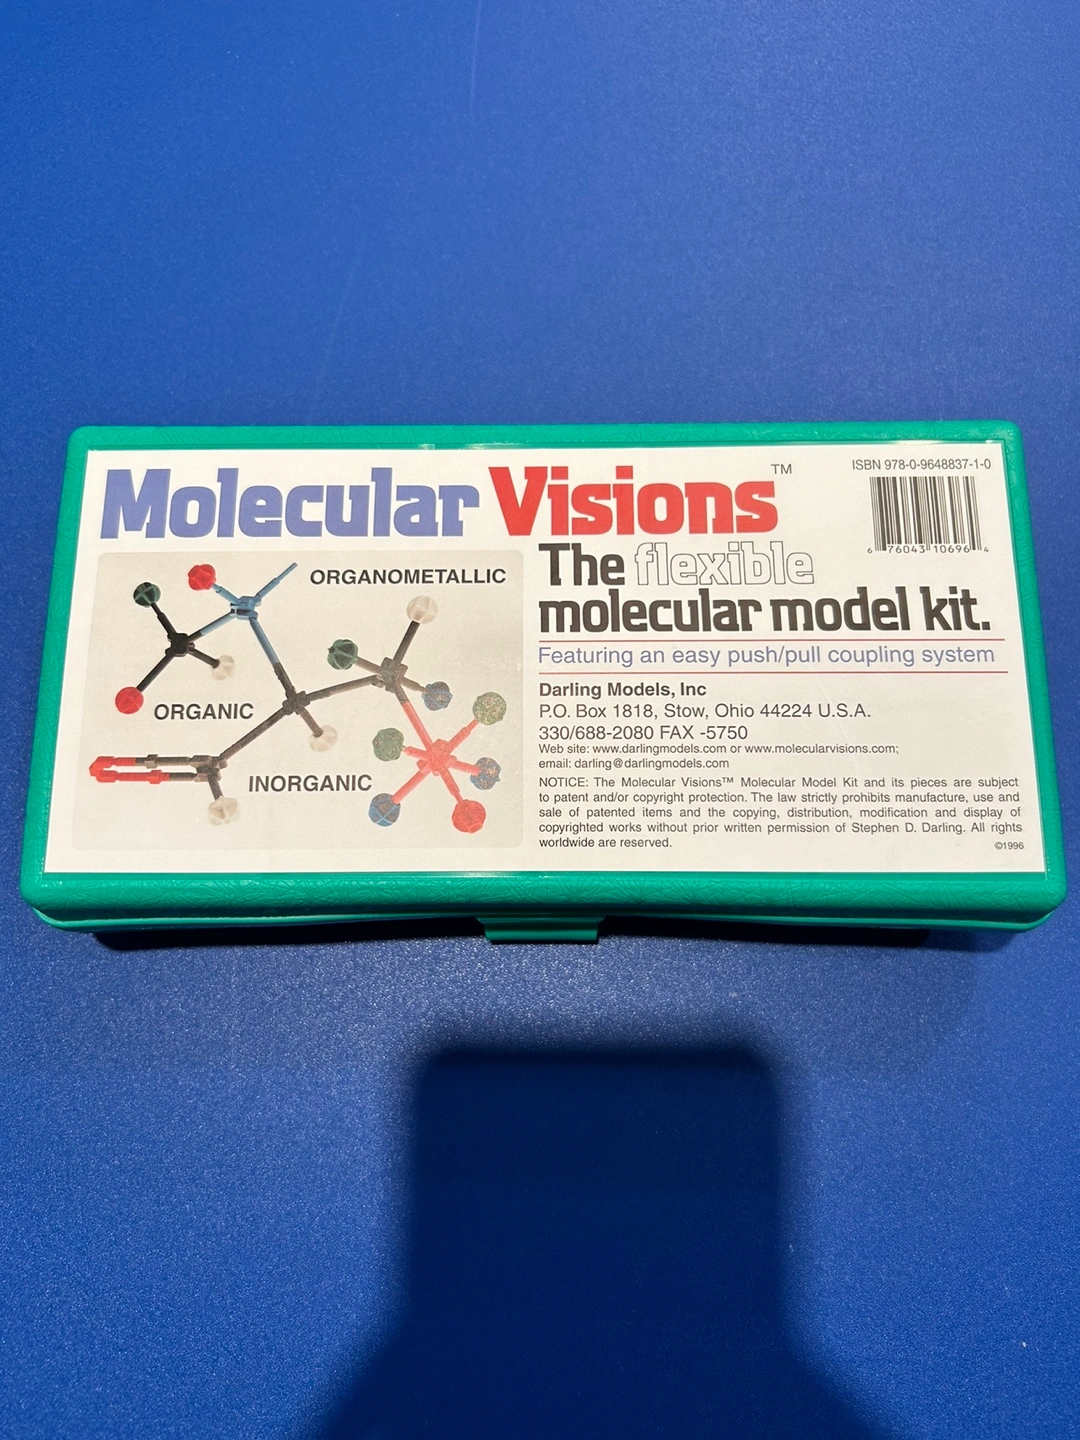 Molecular Visions™
ISBN 978-0-9648837-1-0
6 76043 10696 4
The flexible
molecular model kit.
Featuring an easy push/pull coupling system
ORGANOMETALLIC
ORGANIC
INORGANIC
Darling Models, Inc
P.O. Box 1818, Stow, Ohio 44224 U.S.A.
330/688-2080 FAX -5750
Web site: www.darlingmodels.com or www.molecularvisions.com;
email: darling@darlingmodels.com
NOTICE: The Molecular Visions™ Molecular Model Kit and its pieces are subject
to patent and/or copyright protection. The law strictly prohibits manufacture, use and
sale of patented items and the copying, distribution, modification and display of
copyrighted works without prior written permission of Stephen D. Darling. All rights
worldwide are reserved.
©1996